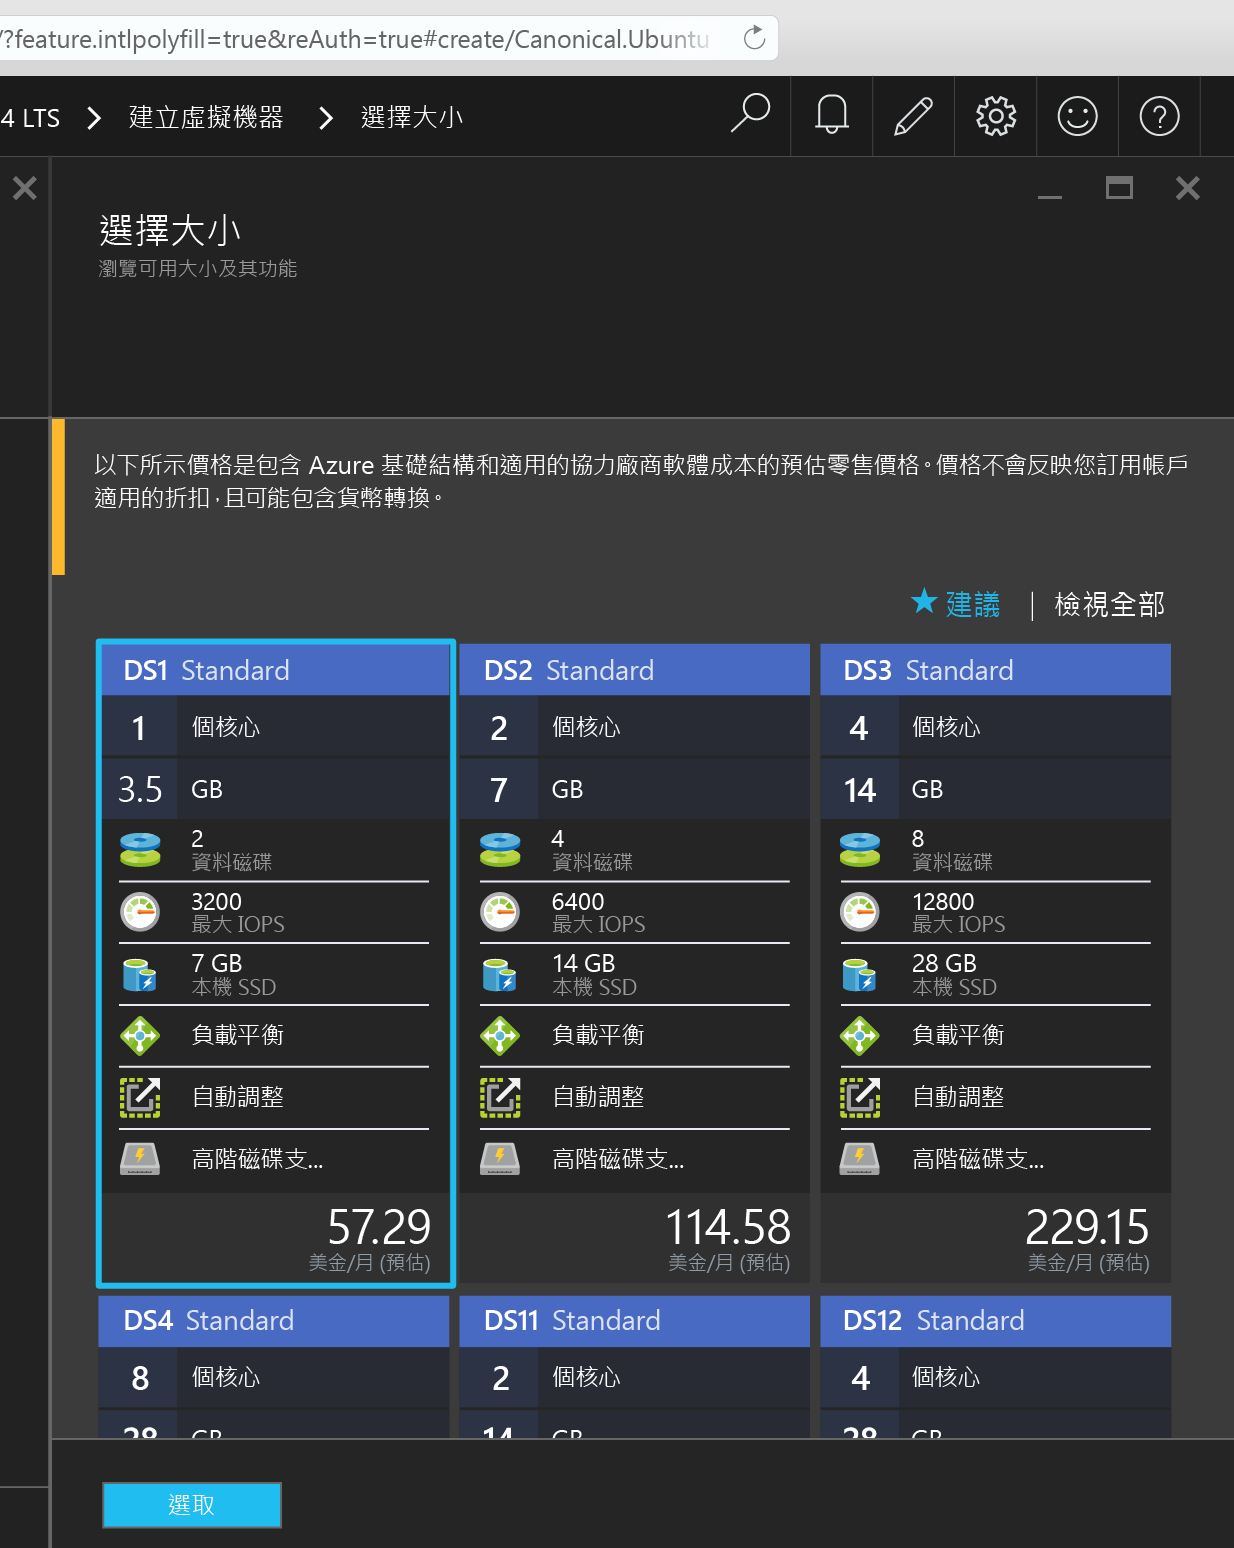 /?feature.intlpolyfill=true&reAuth=true#create/Canonical.Ubuntu
4 LTS > 建立虛擬機器 > 選擇大小
選擇大小
瀏覽可用大小及其功能
以下所示價格是包含 Azure 基礎結構和適用的協力廠商軟體成本的預估零售價格。價格不會反映您訂用帳戶
適用的折扣，且可能包含貨幣轉換。
★ 建議 | 檢視全部
DS1 Standard
1 個核心
3.5 GB
2
資料磁碟
3200
最大 IOPS
7 GB
本機 SSD
負載平衡
自動調整
高階磁碟支...
57.29
美金/月 (預估)
DS2 Standard
2 個核心
7 GB
4
資料磁碟
6400
最大 IOPS
14 GB
本機 SSD
負載平衡
自動調整
高階磁碟支...
114.58
美金/月 (預估)
DS3 Standard
4 個核心
14 GB
8
資料磁碟
12800
最大 IOPS
28 GB
本機 SSD
負載平衡
自動調整
高階磁碟支...
229.15
美金/月 (預估)
DS4 Standard
8 個核心
28 GB
DS11 Standard
2 個核心
14 GB
DS12 Standard
4 個核心
28 GB
選取